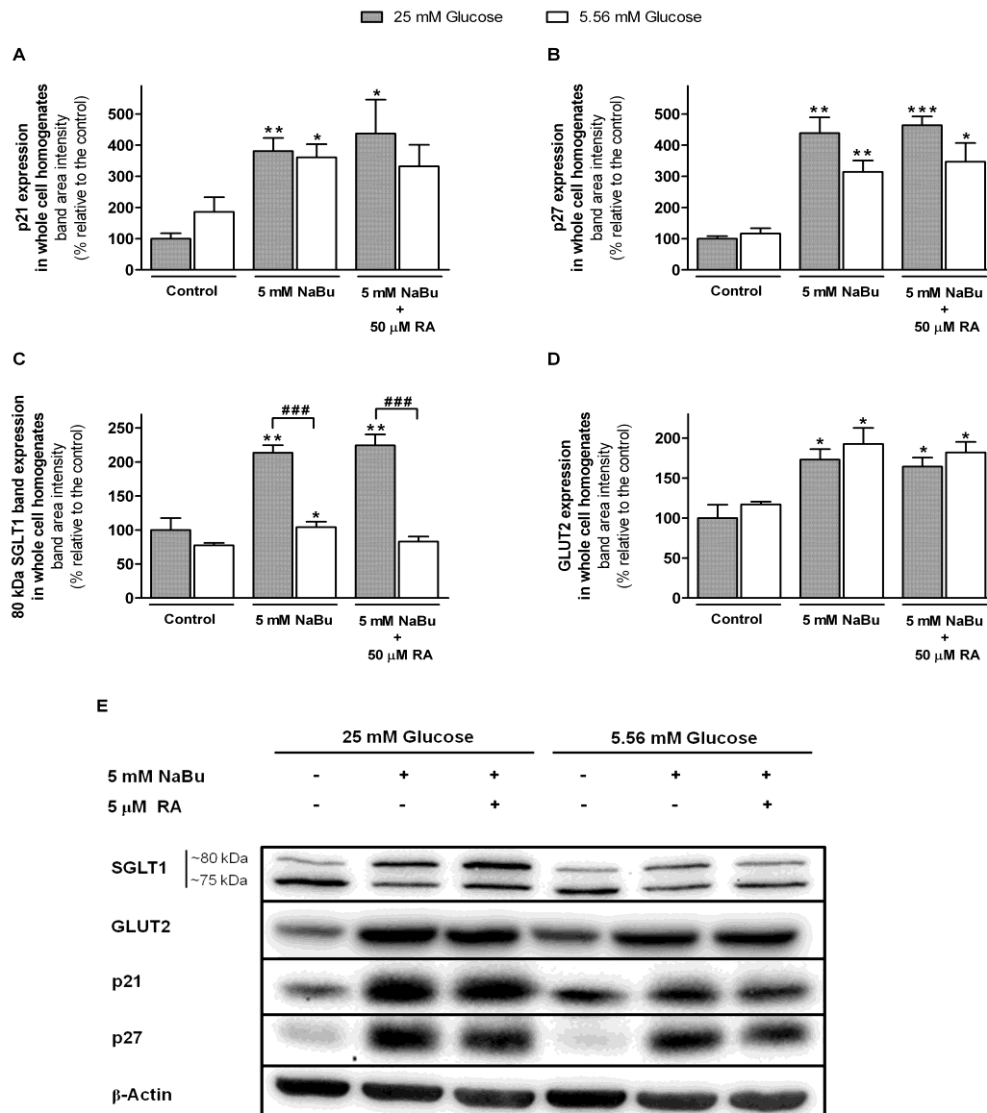 25 mM Glucose 5.56 mM Glucose
A
p21 expression
in whole cell homogenates
band area intensity
(% relative to the control)
500
400
300
200
100
0
**
*
*
Control
5 mM NaBu
5 mM NaBu
+
50 μM RA
B
p27 expression
in whole cell homogenates
band area intensity
(% relative to the control)
500
400
300
200
100
0
**
**
***
*
Control
5 mM NaBu
5 mM NaBu
+
50 μM RA
C
80 kDa SGLT1 band expression
in whole cell homogenates
band area intensity
(% relative to the control)
250
200
150
100
50
0
###
###
**
*
**
Control
5 mM NaBu
5 mM NaBu
+
50 μM RA
D
GLUT2 expression
in whole cell homogenates
band area intensity
(% relative to the control)
200
150
100
50
0
*
*
*
*
Control
5 mM NaBu
5 mM NaBu
+
50 μM RA
E
25 mM Glucose 5.56 mM Glucose
5 mM NaBu - + + - + +
5 μM RA - - + - - +
SGLT1
~80 kDa
~75 kDa
GLUT2
p21
p27
β-Actin